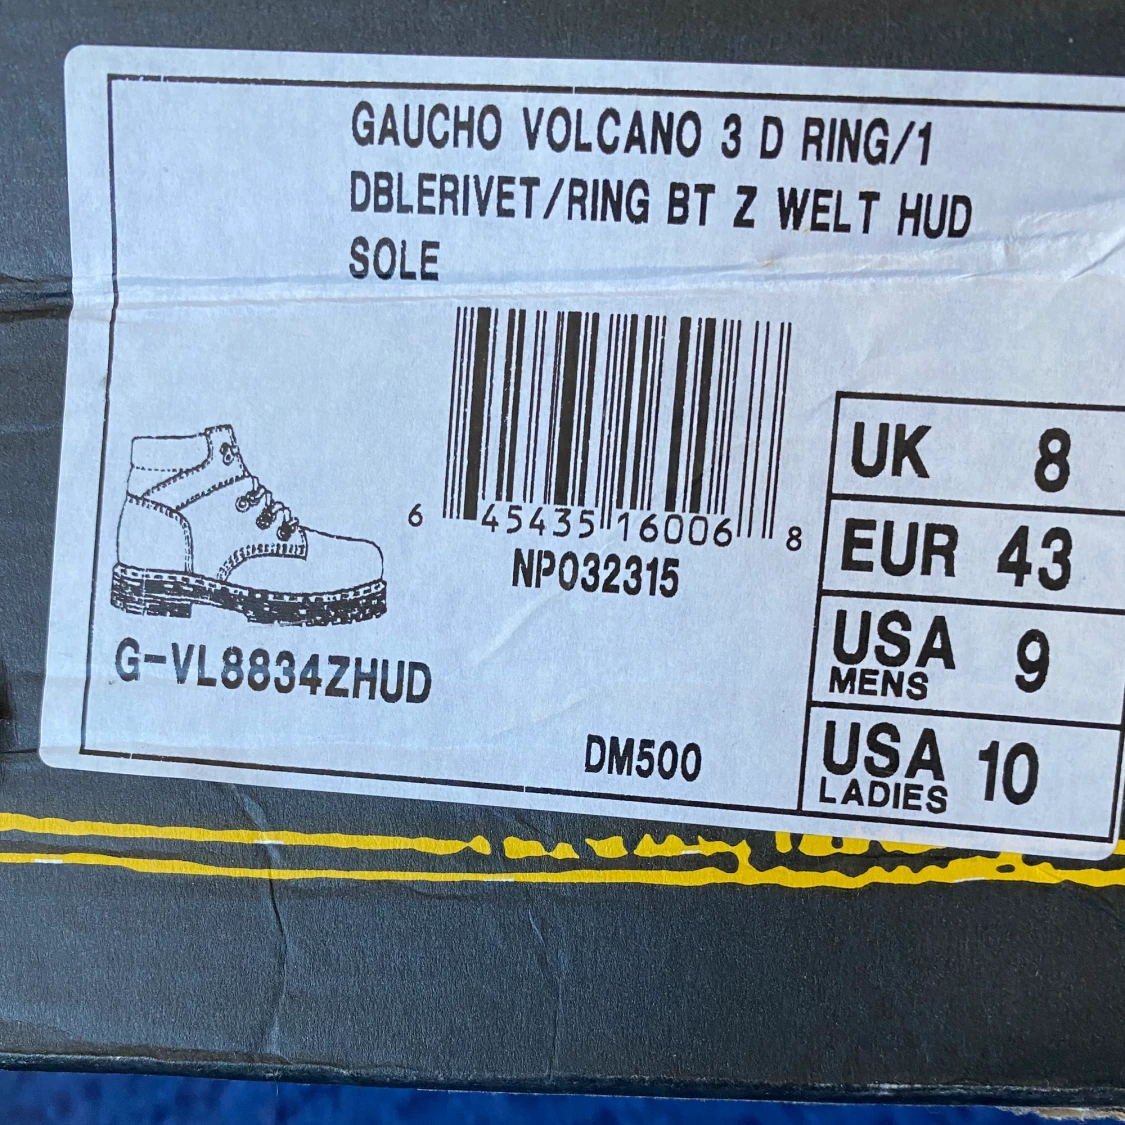 GAUCHO VOLCANO 3 D RING/1
DBLERIVET/RING BT Z WELT HUD
SOLE
6 45435 16006 8
NP032315
G-VL8834ZHUD
DM500
UK 8
EUR 43
USA MENS 9
USA LADIES 10